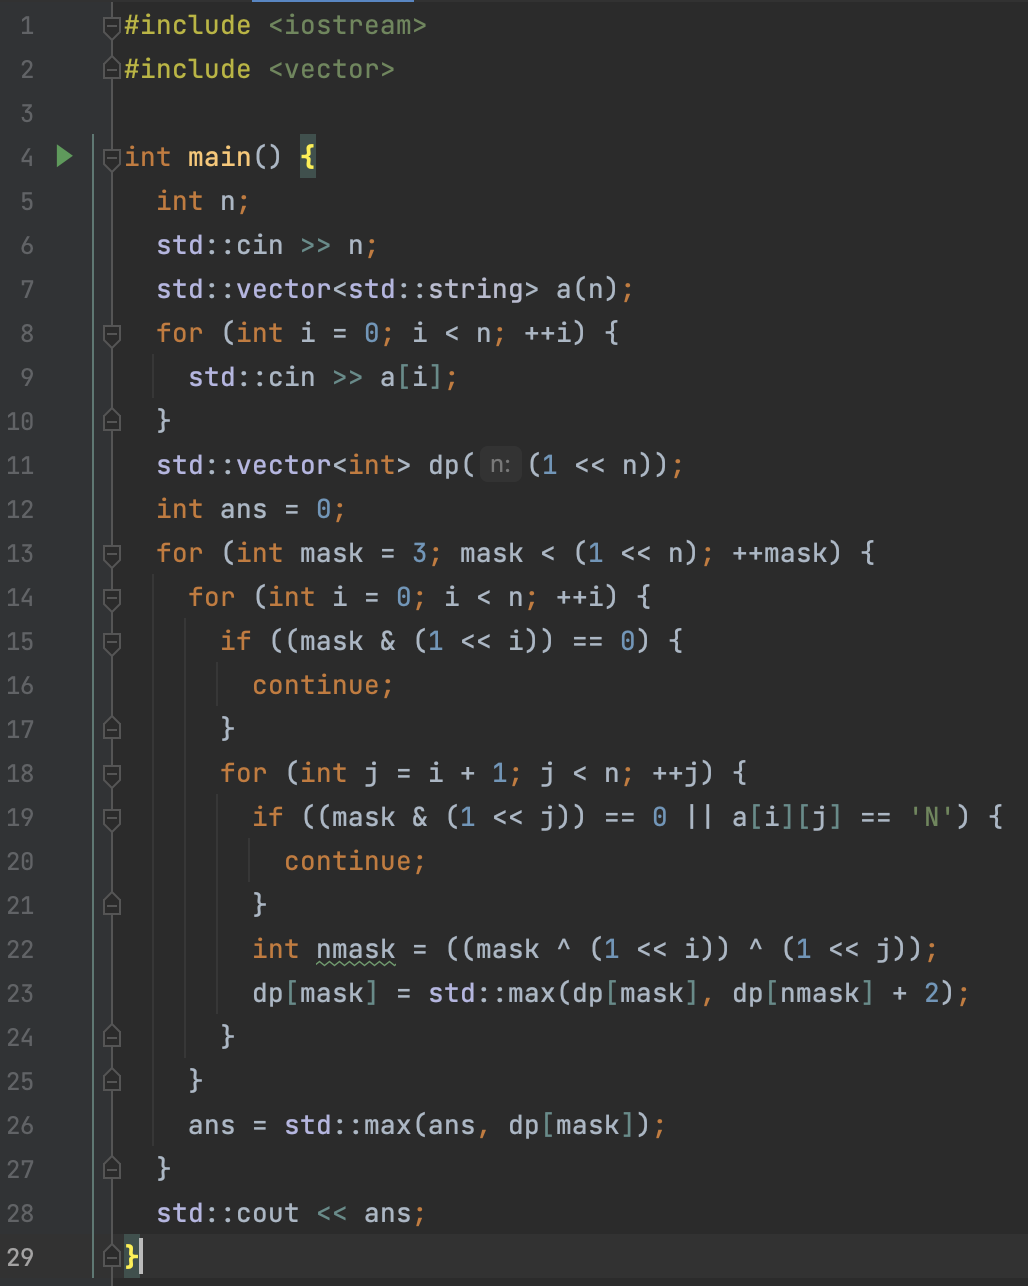 1 #include <iostream>
2 #include <vector>
3
4 int main() {
5   int n;
6   std::cin >> n;
7   std::vector<std::string> a(n);
8   for (int i = 0; i < n; ++i) {
9     std::cin >> a[i];
10   }
11   std::vector<int> dp( n: (1 << n));
12   int ans = 0;
13   for (int mask = 3; mask < (1 << n); ++mask) {
14     for (int i = 0; i < n; ++i) {
15       if ((mask & (1 << i)) == 0) {
16         continue;
17       }
18       for (int j = i + 1; j < n; ++j) {
19         if ((mask & (1 << j)) == 0 || a[i][j] == 'N') {
20           continue;
21         }
22         int nmask = ((mask ^ (1 << i)) ^ (1 << j));
23         dp[mask] = std::max(dp[mask], dp[nmask] + 2);
24       }
25     }
26     ans = std::max(ans, dp[mask]);
27   }
28   std::cout << ans;
29 }